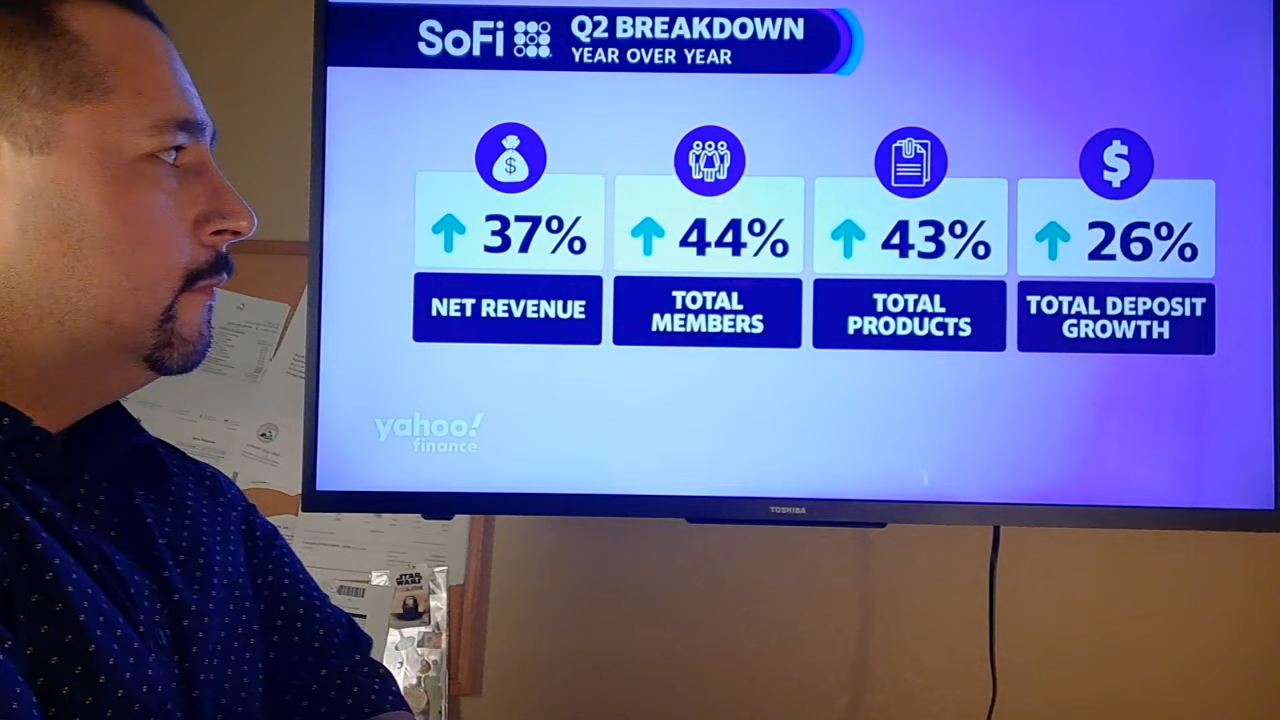 SoFi
Q2 BREAKDOWN
YEAR OVER YEAR
$
$
37%
44%
43%
26%
NET REVENUE
TOTAL
MEMBERS
TOTAL
PRODUCTS
TOTAL DEPOSIT
GROWTH
yahoo!
finance
TOSHIBA
STAR
WARS